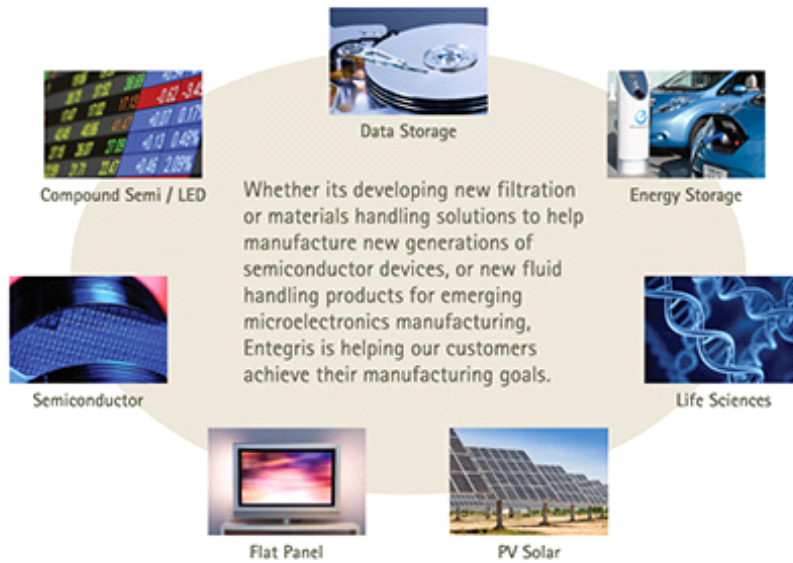 Data Storage
Compound Semi / LED
Energy Storage
Whether its developing new filtration
or materials handling solutions to help
manufacture new generations of
semiconductor devices, or new fluid
handling products for emerging
microelectronics manufacturing,
Entegris is helping our customers
achieve their manufacturing goals.
Semiconductor
Life Sciences
Flat Panel
PV Solar